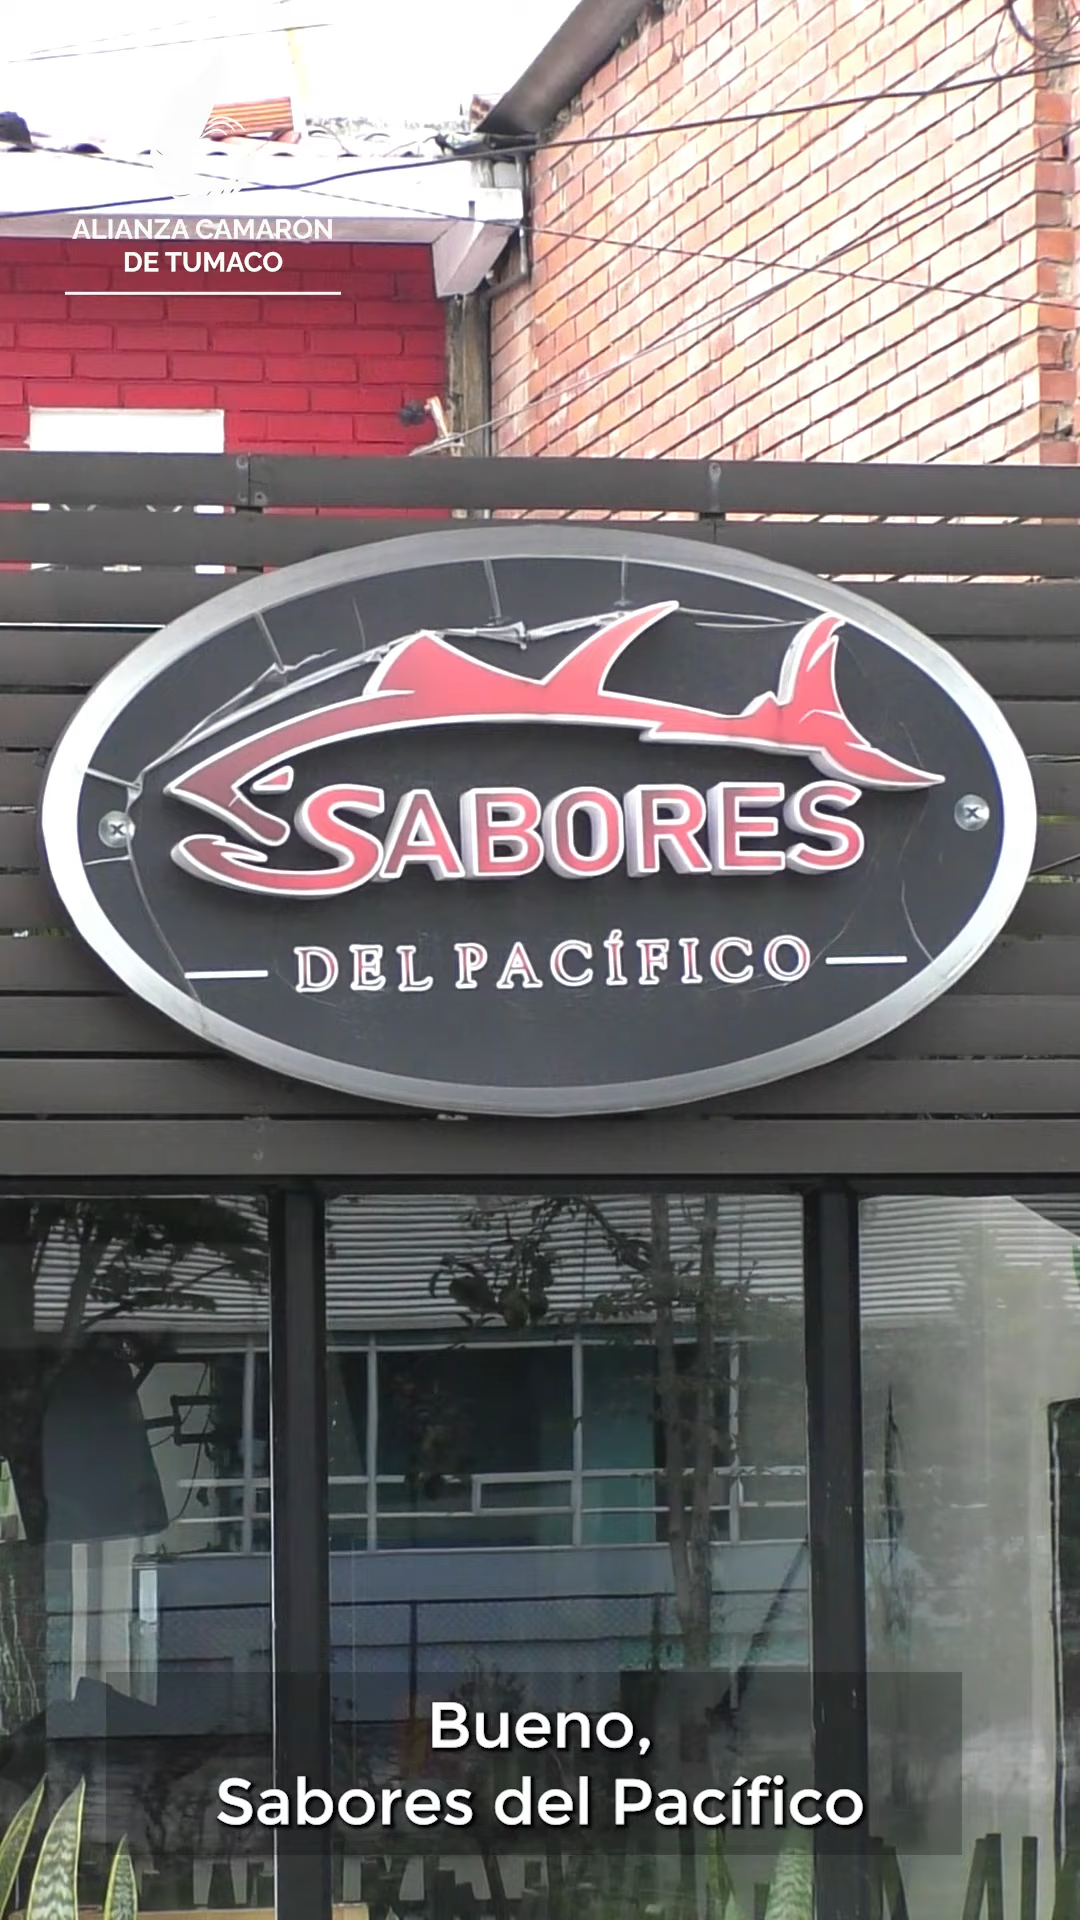 ALIANZA CAMARÓN
DE TUMACO
SABORES
DEL PACÍFICO
Bueno,
Sabores del Pacífico